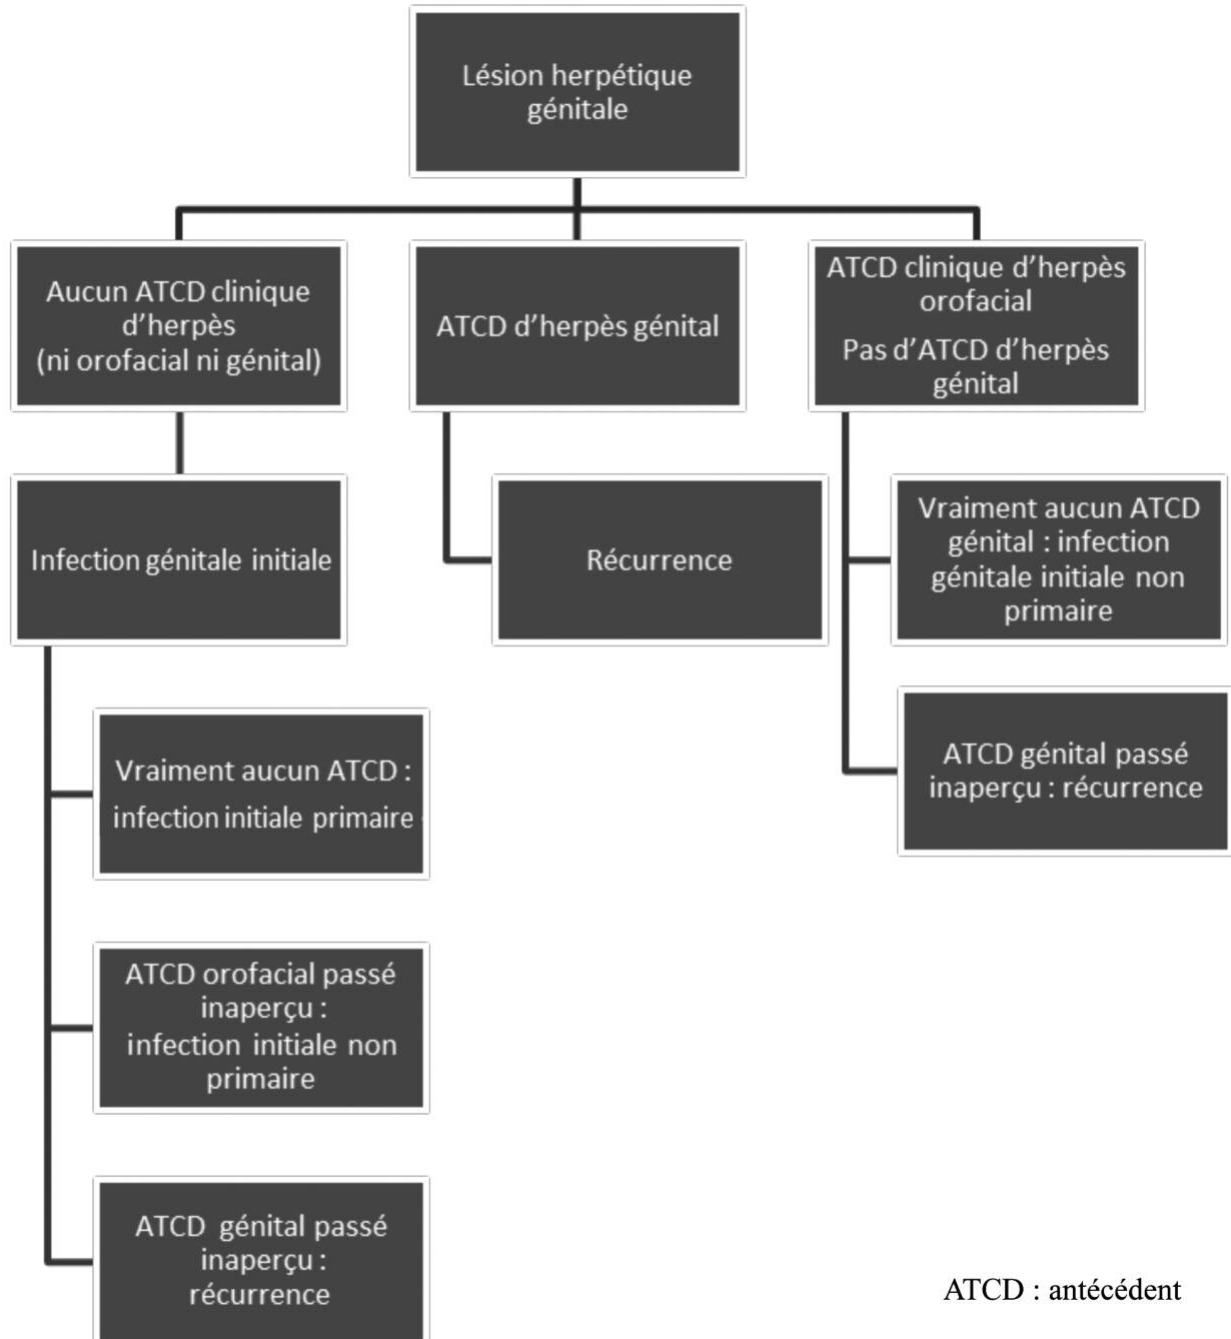 Lésion herpétique
génitale
Aucun ATCD clinique
d'herpès
(ni orofacial ni génital)
ATCD d'herpès génital
ATCD clinique d'herpès
orofacial
Pas d'ATCD d'herpès
génital
Infection génitale initiale
Récurrence
Vraiment aucun ATCD
génital : infection
génitale initiale non
primaire
Vraiment aucun ATCD :
infection initiale primaire
ATCD génital passé
inaperçu : récurrence
ATCD orofacial passé
inaperçu :
infection initiale non
primaire
ATCD génital passé
inaperçu :
récurrence
ATCD : antécédent